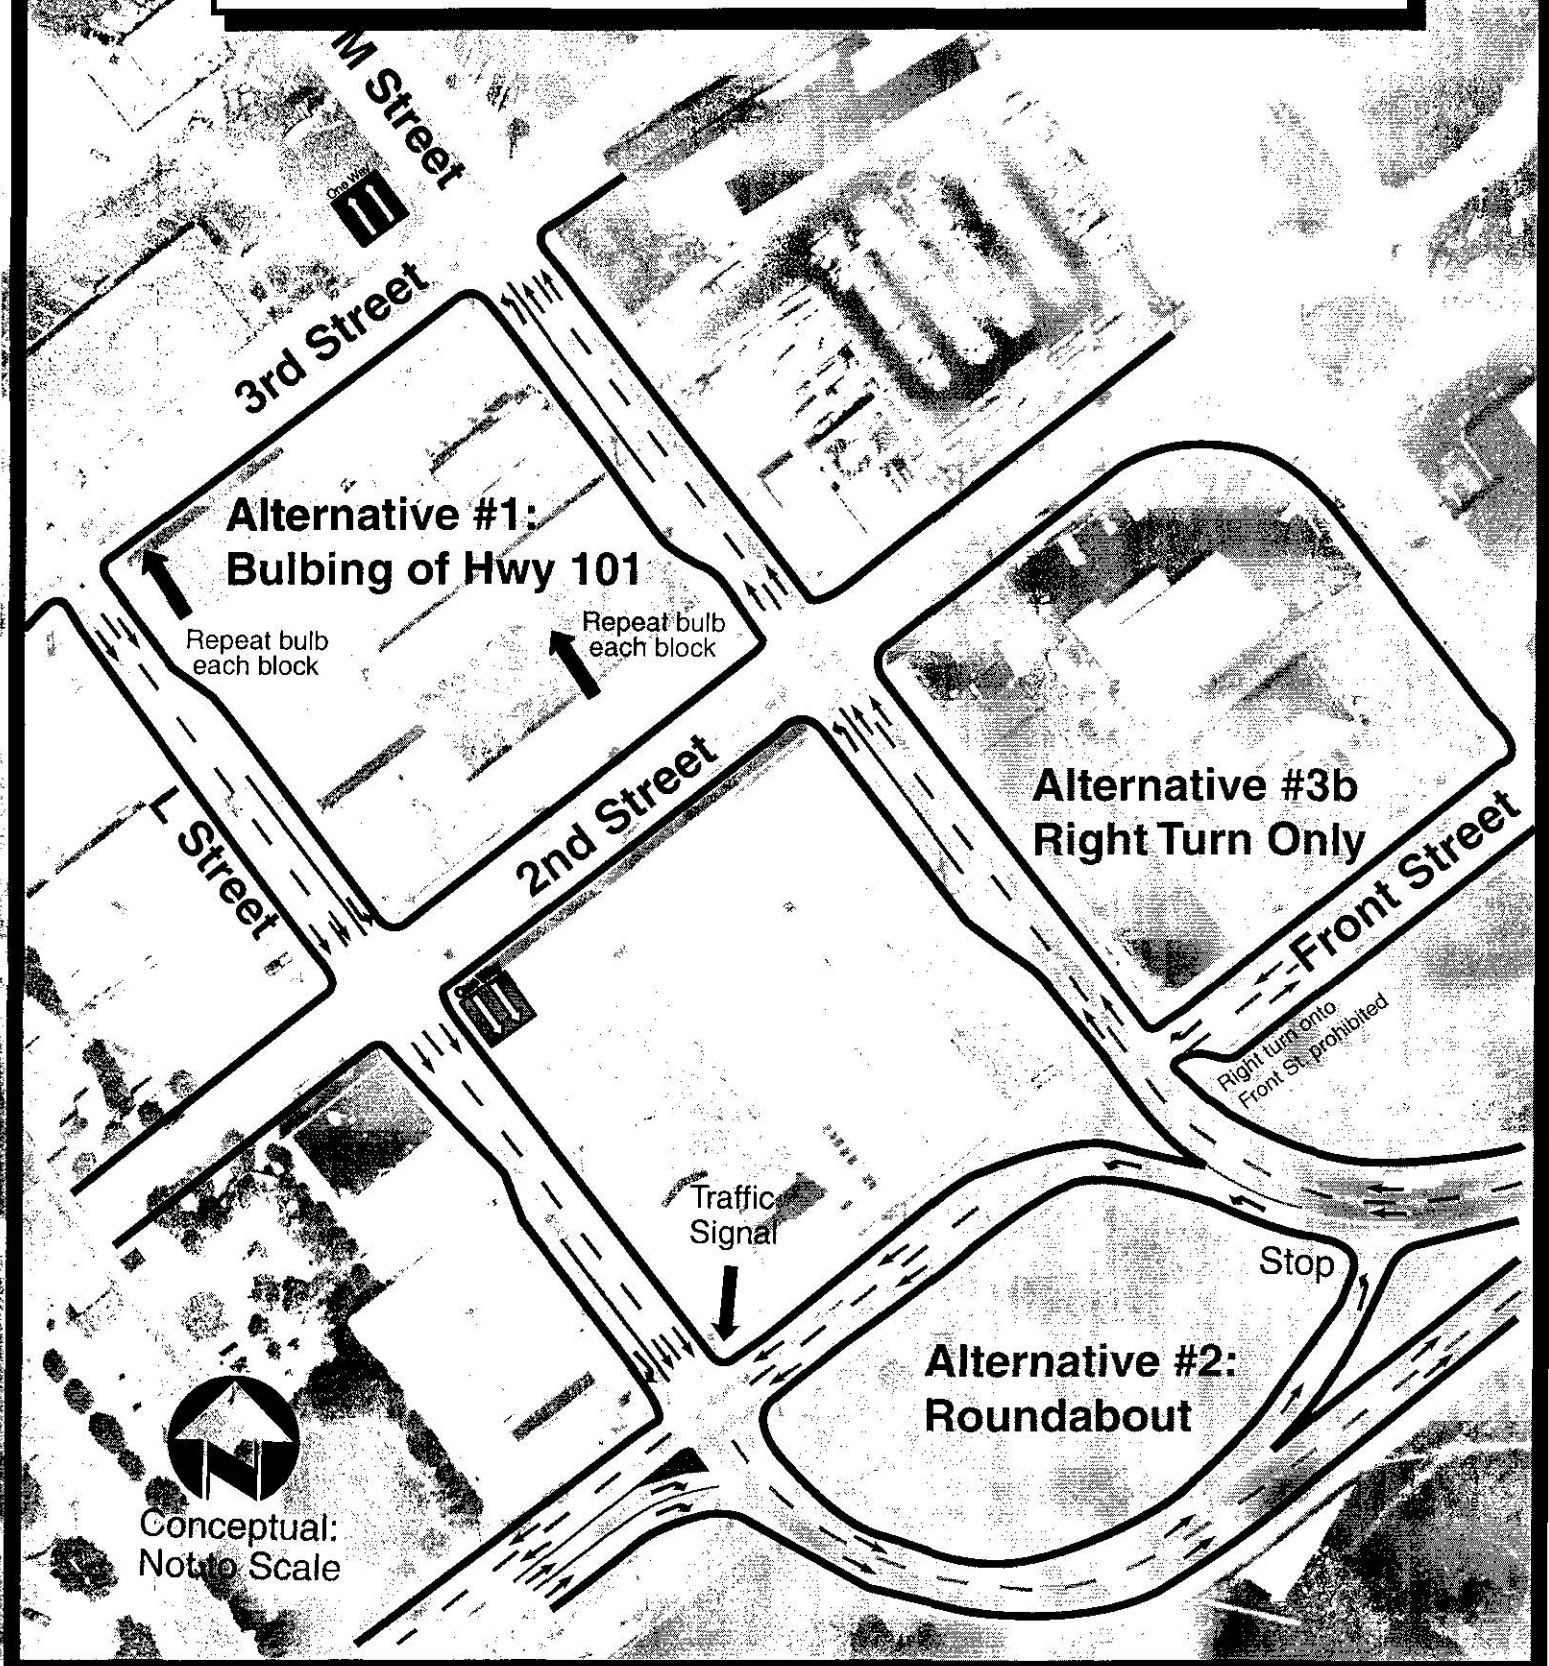 M Street
One Way
3rd Street
Alternative #1:
Bulbing of Hwy 101
Repeat bulb
each block
Repeat bulb
each block
L Street
2nd Street
Alternative #3b
Right Turn Only
Front Street
Right turn onto
Front St. prohibited
Traffic
Signal
Stop
Alternative #2:
Roundabout
N
Conceptual:
Not to Scale